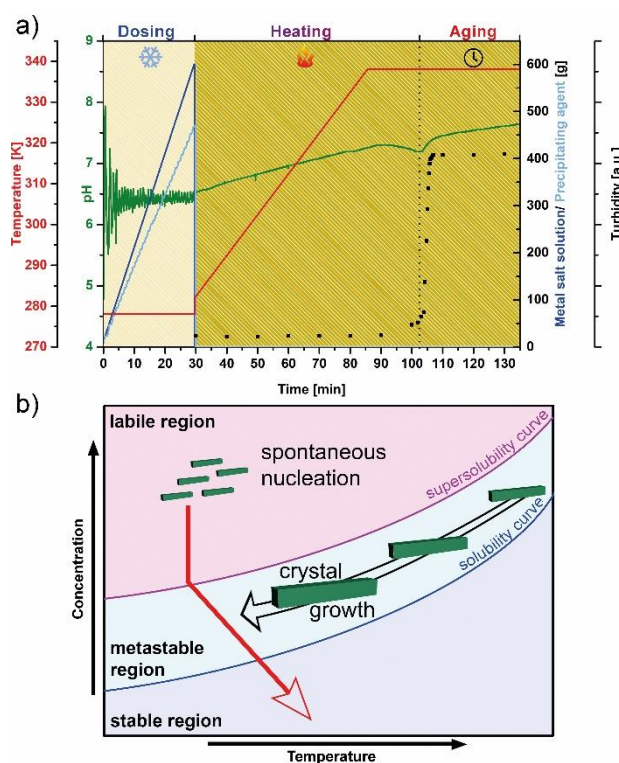 a)
Dosing Heating Aging
Temperature [K]
340
330
320
310
300
290
280
270
pH
9
8
7
6
5
4
600
500
400
300
200
100
0
Metal salt solution/ Precipitating agent [g]
Turbidity [a.u.]
0 10 20 30 40 50 60 70 80 90 100 110 120 130
Time [min]
b)
labile region
spontaneous
nucleation
supersolubility curve
solubility curve
crystal
growth
metastable
region
stable region
Concentration
Temperature